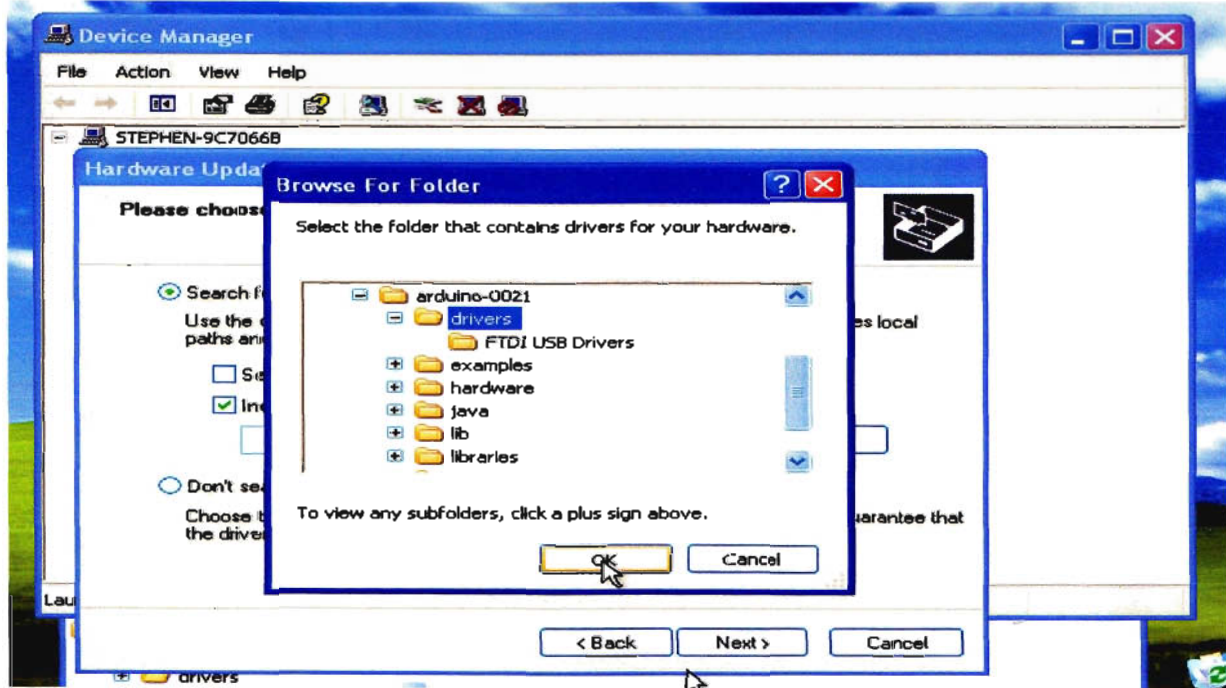 Device Manager
File Action View Help
STEPHEN-9C7066B
Hardware Upda
Browse For Folder
Please choose
Select the folder that contains drivers for your hardware.
Search f
arduino-0021
Use the
drivers
es local
paths an
FTDI USB Drivers
Se
examples
hardware
Inc
java
lib
libraries
Don't sea
Choose t
To view any subfolders, click a plus sign above.
uarantee that
the drive
OK Cancel
Lau
< Back Next > Cancel
drivers